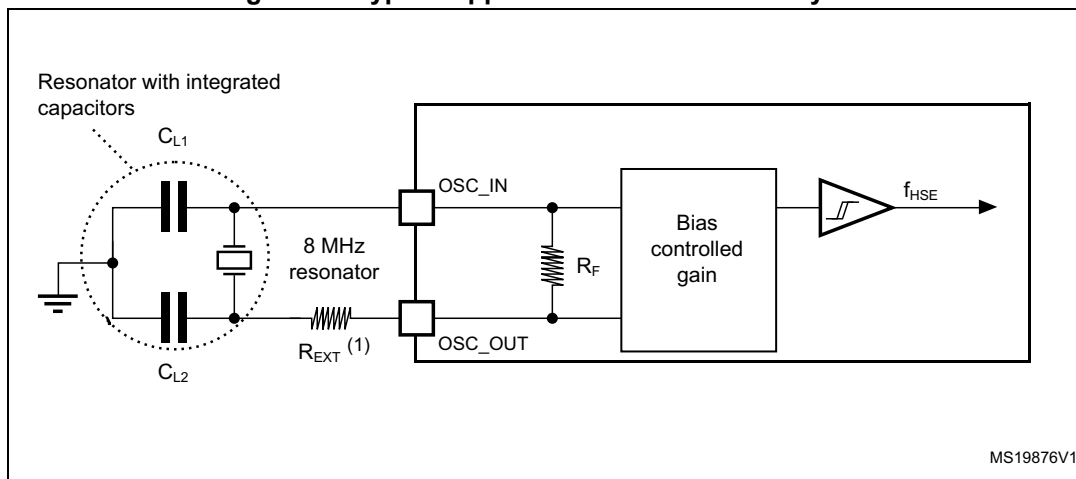 Resonator with integrated
capacitors
CL1
OSC_IN
fHSE
8 MHz
resonator
RF
Bias
controlled
gain
REXT (1)
OSC_OUT
CL2
MS19876V1